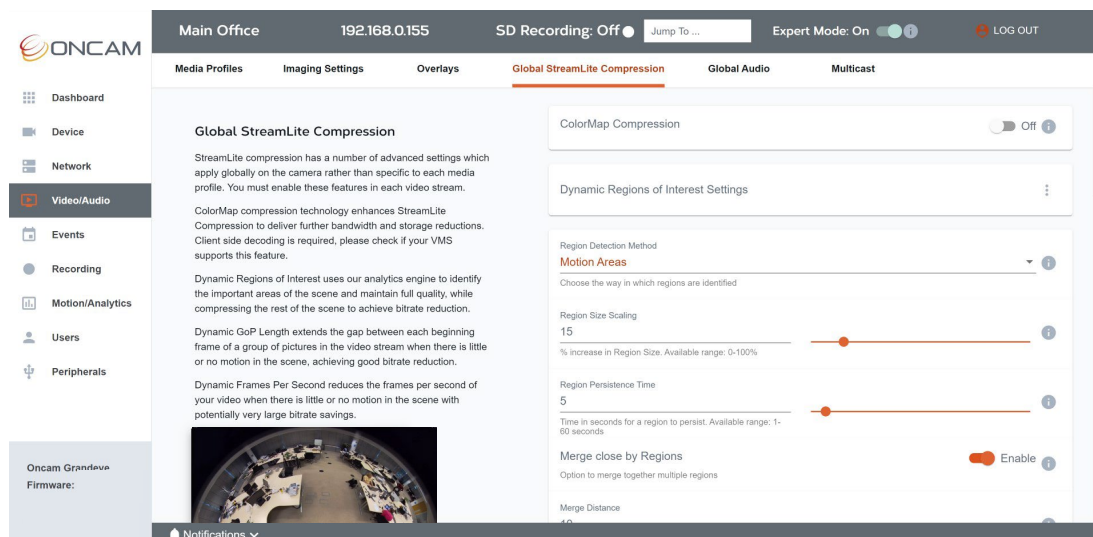 ONCAM
Main Office
192.168.0.155
SD Recording: Off
Jump To ...
Expert Mode: On
LOG OUT
Media Profiles
Imaging Settings
Overlays
Global StreamLite Compression
Global Audio
Multicast
Dashboard
Device
Network
Video/Audio
Events
Recording
Motion/Analytics
Users
Peripherals
Oncam Grandeye
Firmware:
Global StreamLite Compression
StreamLite compression has a number of advanced settings which
apply globally on the camera rather than specific to each media
profile. You must enable these features in each video stream.
ColorMap compression technology enhances StreamLite
Compression to deliver further bandwidth and storage reductions.
Client side decoding is required, please check if your VMS
supports this feature.
Dynamic Regions of Interest uses our analytics engine to identify
the important areas of the scene and maintain full quality, while
compressing the rest of the scene to achieve bitrate reduction.
Dynamic GoP Length extends the gap between each beginning
frame of a group of pictures in the video stream when there is little
or no motion in the scene, achieving good bitrate reduction.
Dynamic Frames Per Second reduces the frames per second of
your video when there is little or no motion in the scene with
potentially very large bitrate savings.
ColorMap Compression
Off
Dynamic Regions of Interest Settings
Region Detection Method
Motion Areas
Choose the way in which regions are identified
Region Size Scaling
15
% increase in Region Size. Available range: 0-100%
Region Persistence Time
5
Time in seconds for a region to persist. Available range: 1-
60 seconds
Merge close by Regions
Enable
Option to merge together multiple regions
Merge Distance
Notifications